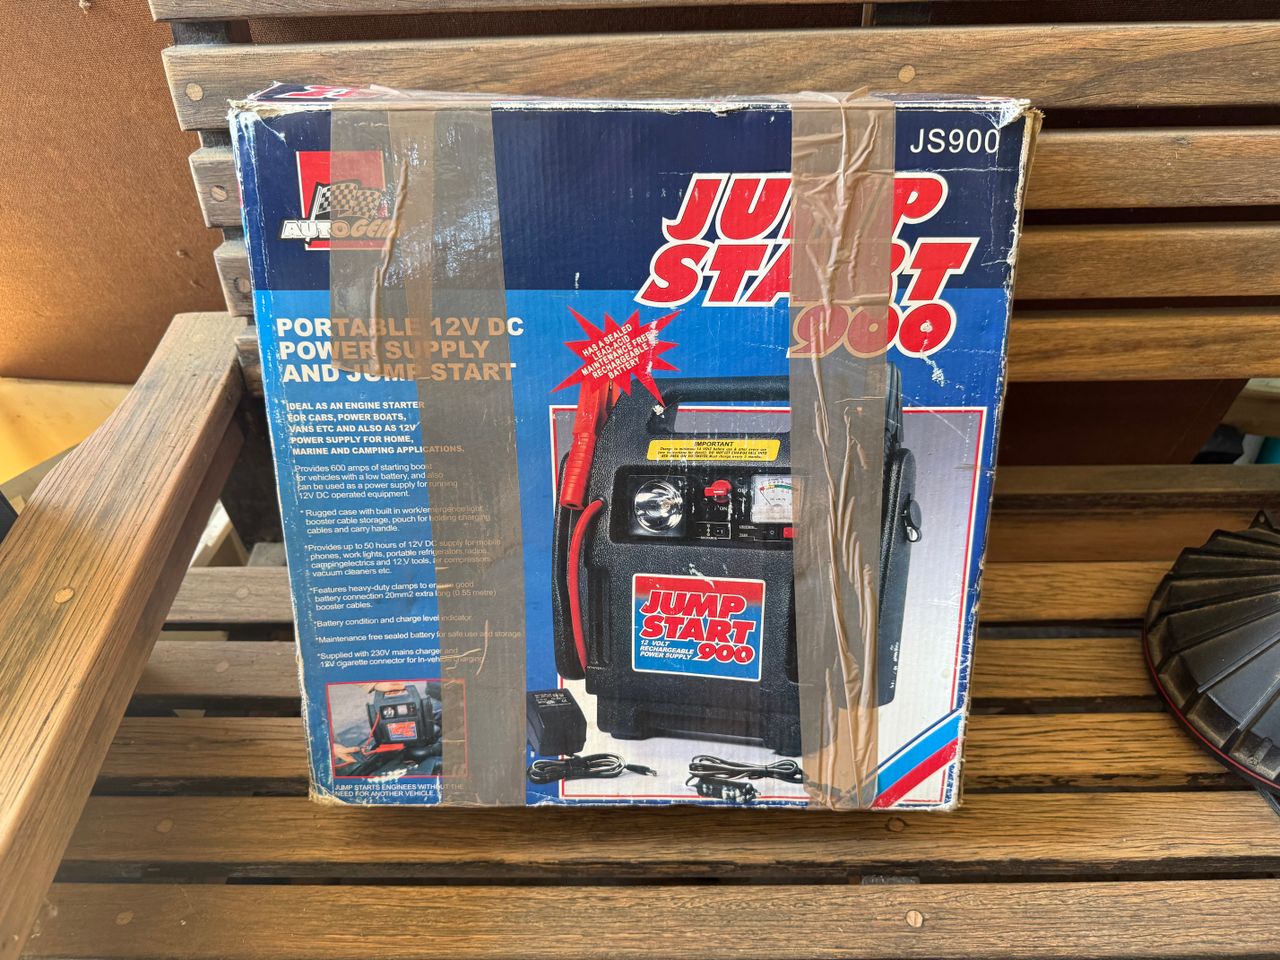 JS900
AUTOGEM
JUMP
START
900
PORTABLE 12V DC
POWER SUPPLY
AND JUMP START
HAS A SEALED
LEAD-ACID
MAINTENANCE FREE
RECHARGEABLE
BATTERY
IDEAL AS AN ENGINE STARTER
FOR CARS, POWER BOATS,
VANS ETC AND ALSO AS 12V
POWER SUPPLY FOR HOME,
MARINE AND CAMPING APPLICATIONS.
Provides 600 amps of starting boost
for vehicles with a low battery, and also
can be used as a power supply for running
12V DC operated equipment.
* Rugged case with built in work/emergency light,
booster cable storage, pouch for holding charging
cables and carry handle.
*Provides up to 50 hours of 12V DC supply for mobile
phones, work lights, portable refrigerators, radios,
campingelectrics and 12.V tools, air compressors,
vacuum cleaners etc.
*Features heavy-duty clamps to ensure good
battery connection 20mm2 extra long (0.55 metre)
booster cables.
*Battery condition and charge level indicator.
*Maintenance free sealed battery for safe use and storage.
*Supplied with 230V mains charger and
12V cigarette connector for In-vehicle charging
IMPORTANT
JUMP
START
900
12 VOLT
RECHARGEABLE
POWER SUPPLY
JUMP STARTS ENGINEES WITHOUT THE
NEED FOR ANOTHER VEHICLE.